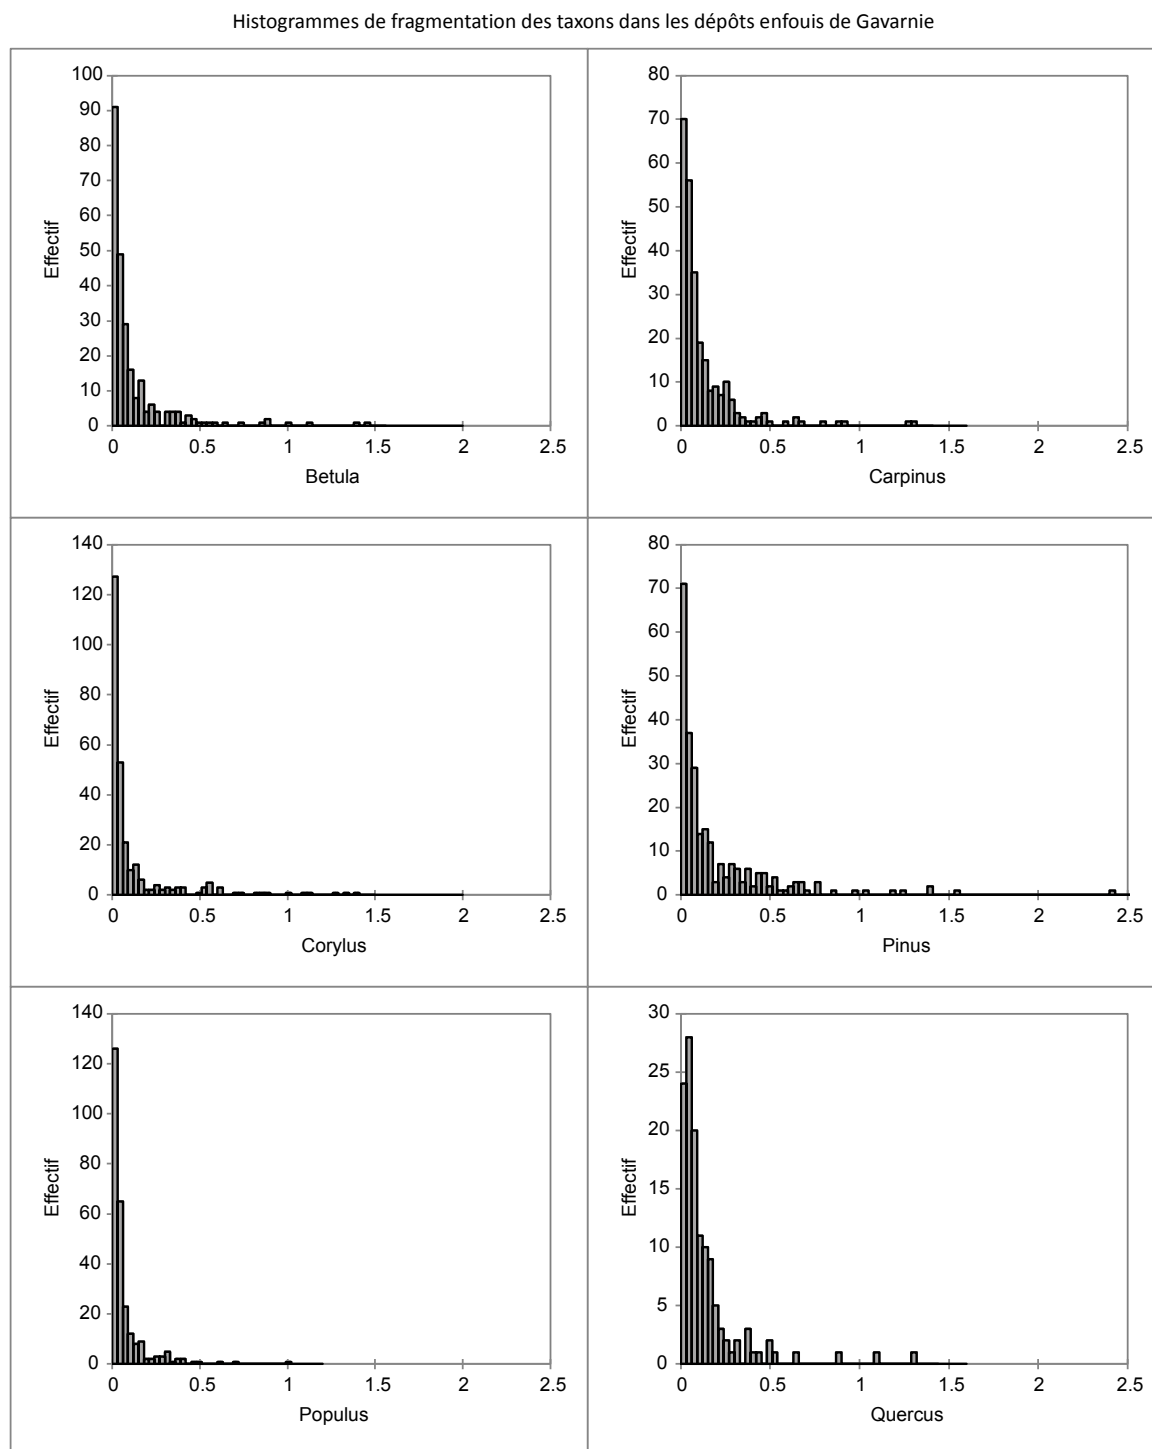 Histogrammes de fragmentation des taxons dans les dépôts enfouis de Gavarnie
100
90
80
70
60
50
40
30
20
10
0
Effectif
0 0.5 1 1.5 2 2.5
Betula
80
70
60
50
40
30
20
10
0
Effectif
0 0.5 1 1.5 2 2.5
Carpinus
140
120
100
80
60
40
20
0
Effectif
0 0.5 1 1.5 2 2.5
Corylus
80
70
60
50
40
30
20
10
0
Effectif
0 0.5 1 1.5 2 2.5
Pinus
140
120
100
80
60
40
20
0
Effectif
0 0.5 1 1.5 2 2.5
Populus
30
25
20
15
10
5
0
Effectif
0 0.5 1 1.5 2 2.5
Quercus